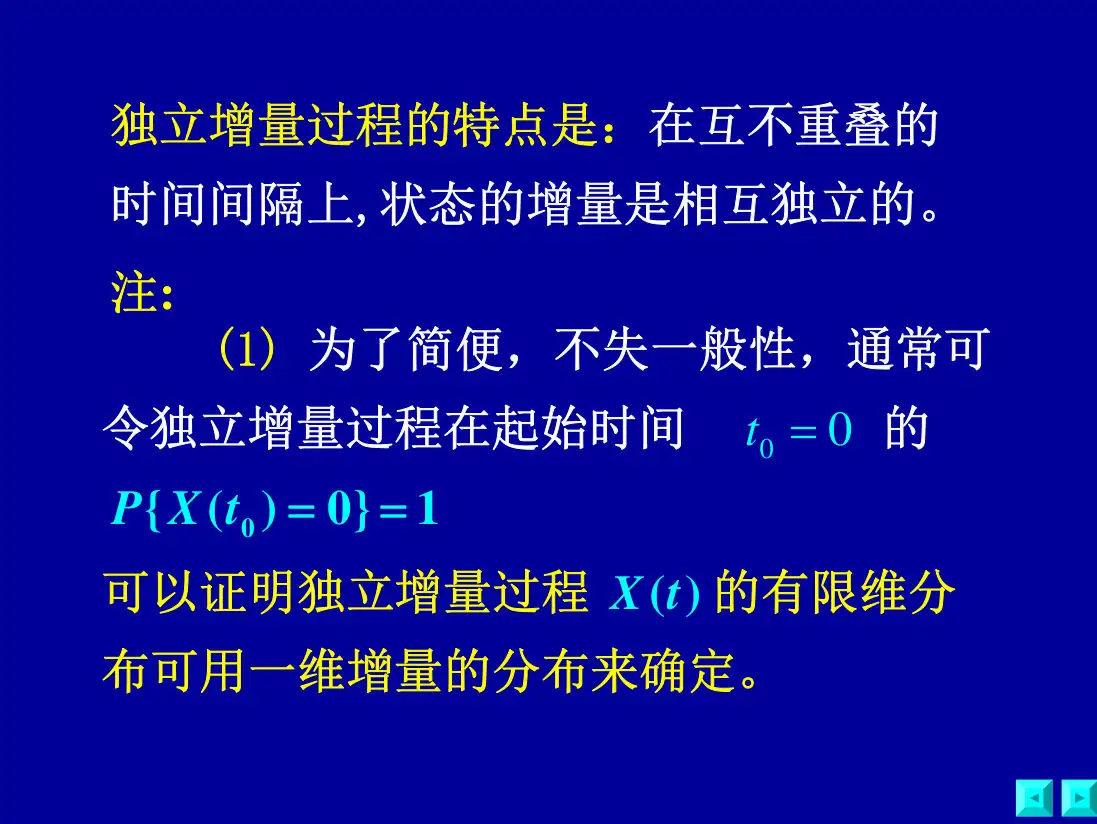 独立增量过程的特点是：在互不重叠的
时间间隔上,状态的增量是相互独立的。
注:
(1) 为了简便，不失一般性，通常可
令独立增量过程在起始时间 t₀ = 0 的
P{X(t₀) = 0} = 1
可以证明独立增量过程 X(t) 的有限维分
布可用一维增量的分布来确定。